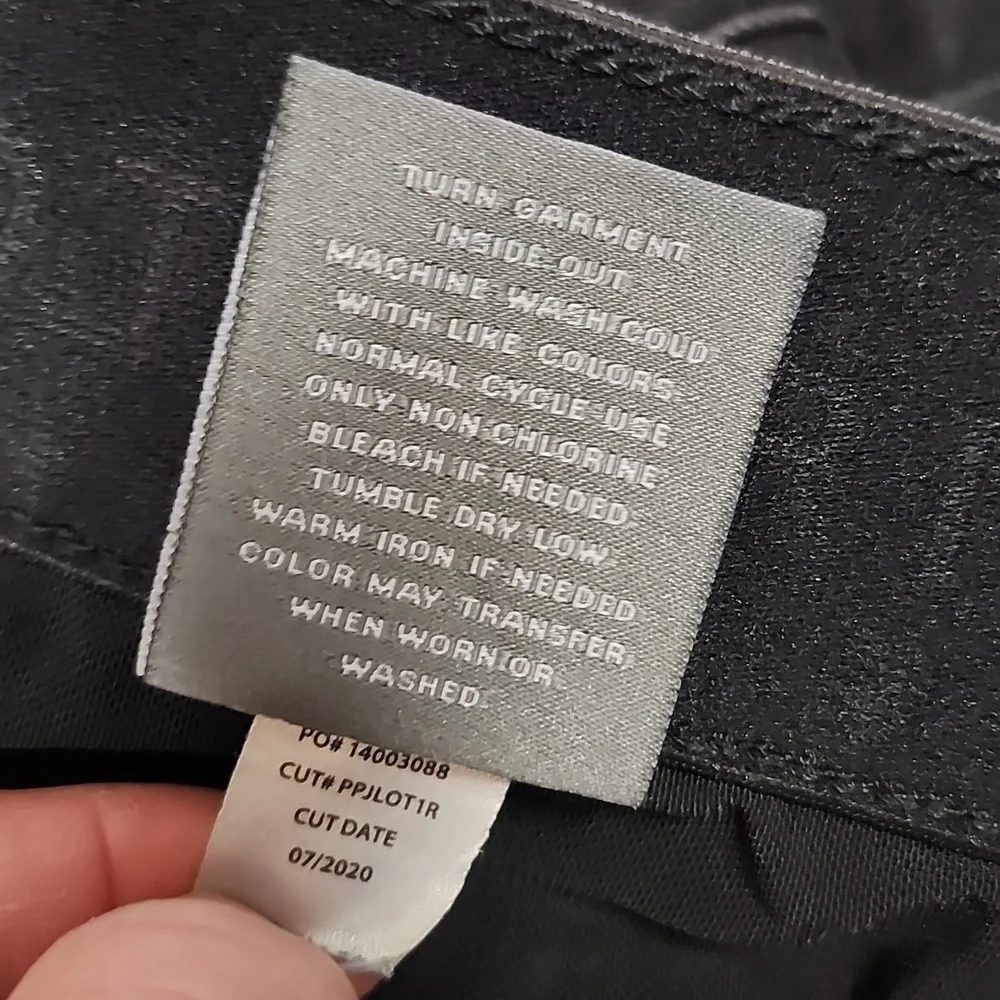 TURN GARMENT
INSIDE OUT
MACHINE WASH COLD
WITH LIKE COLORS
NORMAL CYCLE USE
ONLY NON-CHLORINE
BLEACH IF NEEDED
TUMBLE DRY LOW
WARM IRON IF NEEDED
COLOR MAY TRANSFER
WHEN WORN OR
WASHED
PO# 14003088
CUT# PPJLOT1R
CUT DATE
07/2020